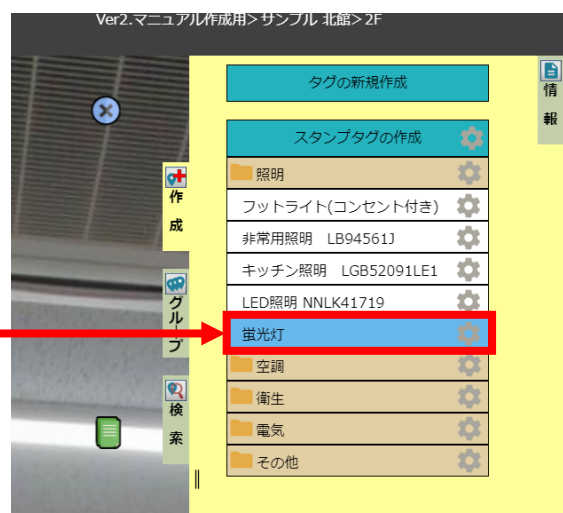 Ver2.マニュアル作成用>サンプル 北館>2F
タグの新規作成
情報
スタンプタグの作成
照明
作成
フットライト(コンセント付き)
非常用照明 LB94561J
キッチン照明 LGB52091LE1
グループ
LED照明 NNLK41719
蛍光灯
空調
検索
衛生
電気
その他